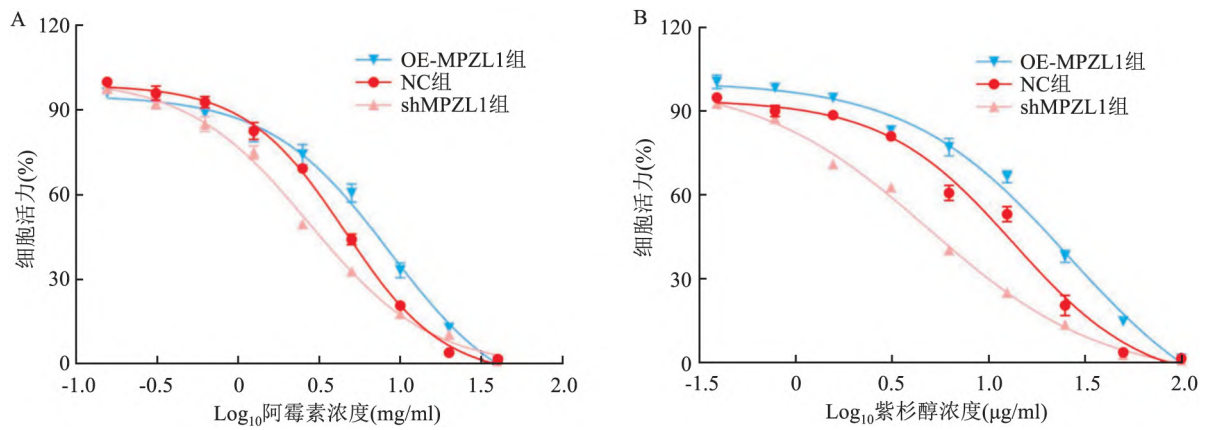 A
120
90
60
30
0
细胞活力(%)
OE-MPZL1组
NC组
shMPZL1组
-1.0 -0.5 0 0.5 1.0 1.5 2.0
Log10阿霉素浓度(mg/ml)
B
120
90
60
30
0
细胞活力(%)
OE-MPZL1组
NC组
shMPZL1组
-1.5 0 0.5 1.0 1.5 2.0
Log10紫杉醇浓度(μg/ml)